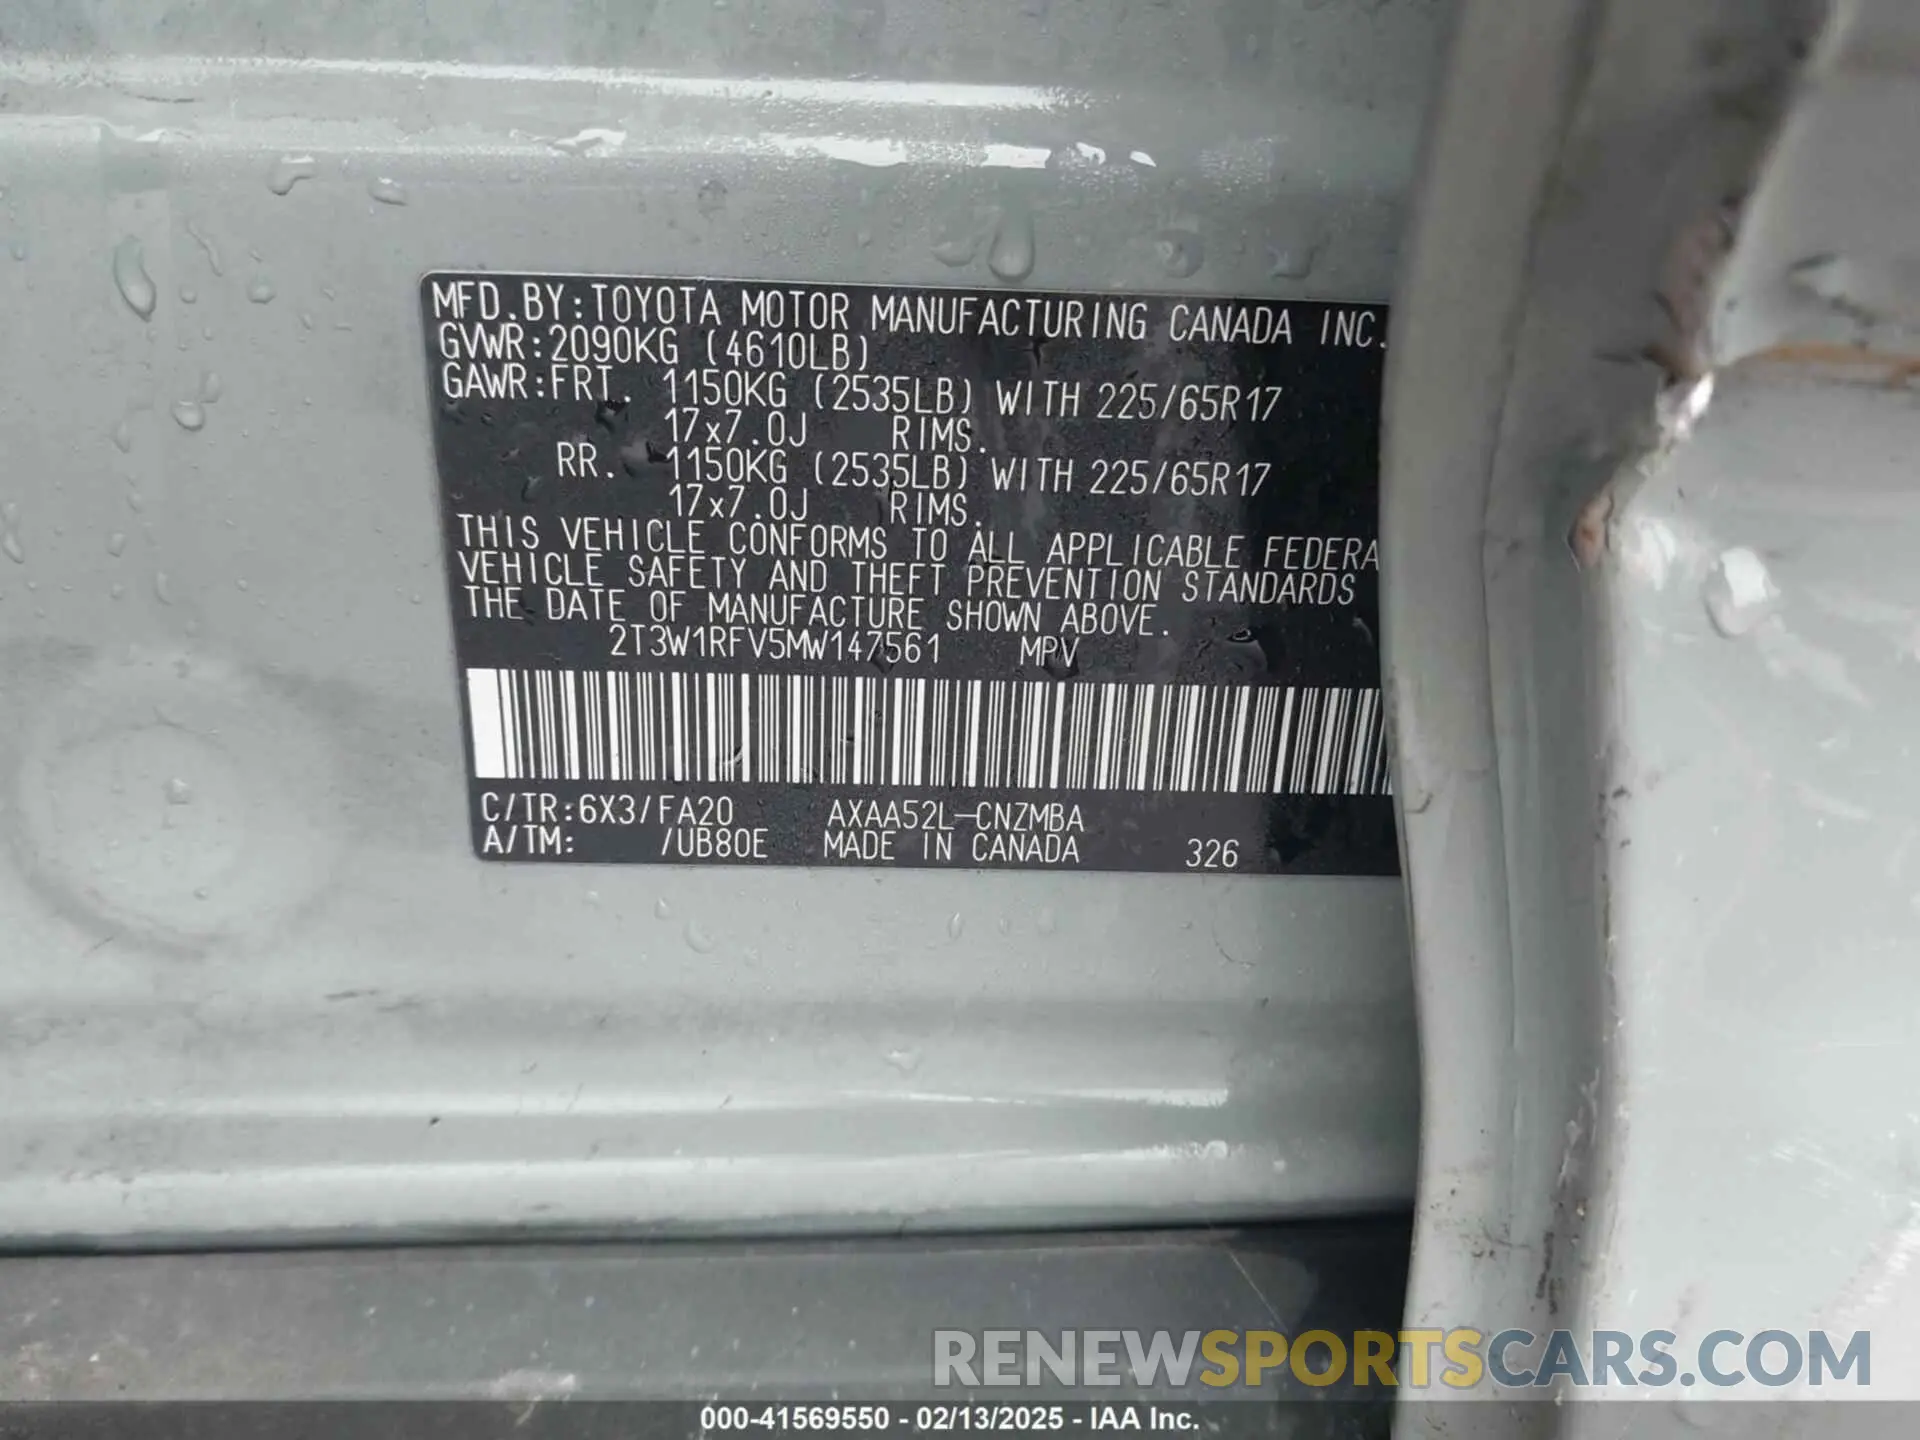 MFD.BY:TOYOTA MOTOR MANUFACTURING CANADA INC.
GVWR:2090KG (4610LB)
GAWR:FRT. 1150KG (2535LB) WITH 225/65R17
17x7.0J RIMS.
RR. 1150KG (2535LB) WITH 225/65R17
17x7.0J RIMS.
THIS VEHICLE CONFORMS TO ALL APPLICABLE FEDERA
VEHICLE SAFETY AND THEFT PREVENTION STANDARDS
THE DATE OF MANUFACTURE SHOWN ABOVE.
2T3W1RFV5MW147561 MPV
C/TR:6X3/FA20 AXAA52L-CNZMBA
A/TM: /UB80E MADE IN CANADA 326
RENEWSPORTSCARS.COM
000-41569550 - 02/13/2025 - IAA Inc.